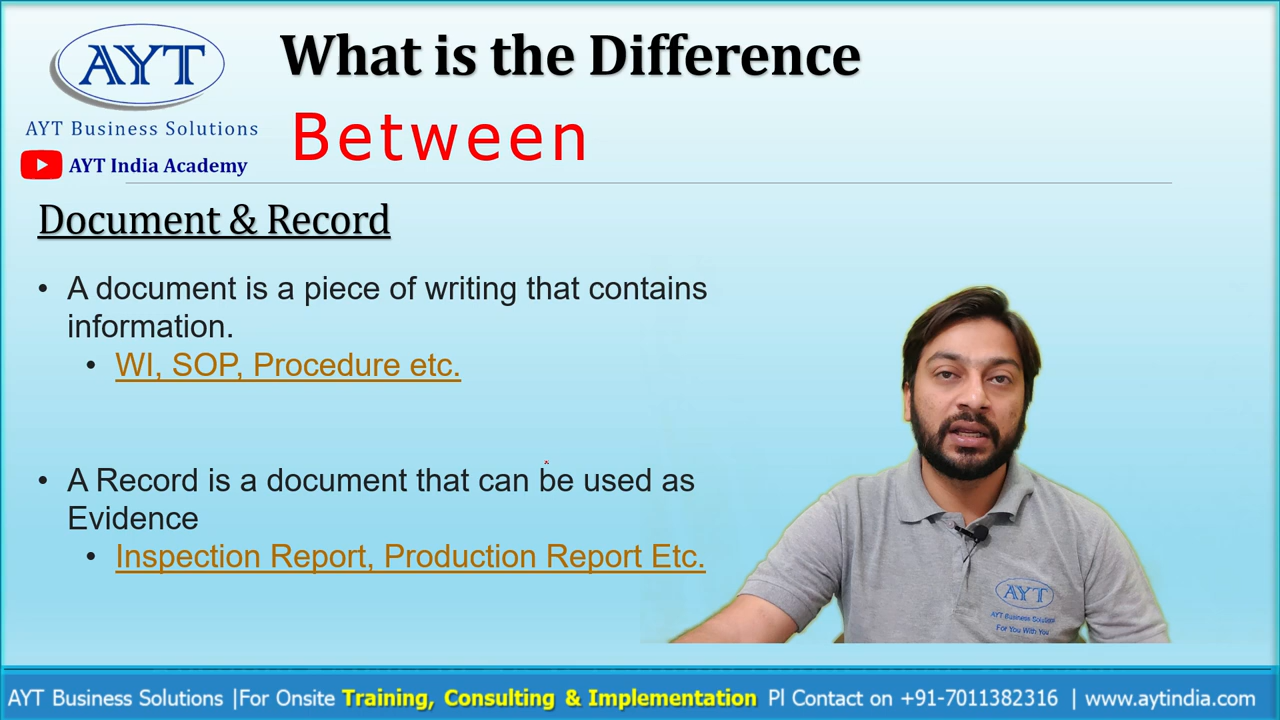 AYT
AYT Business Solutions
AYT India Academy
What is the Difference
Between
Document & Record
• A document is a piece of writing that contains
information.
• WI, SOP, Procedure etc.
• A Record is a document that can be used as
Evidence
• Inspection Report, Production Report Etc.
AYT
AYT Business Solutions
For You With You
AYT Business Solutions |For Onsite Training, Consulting & Implementation Pl Contact on +91-7011382316 | www.aytindia.com